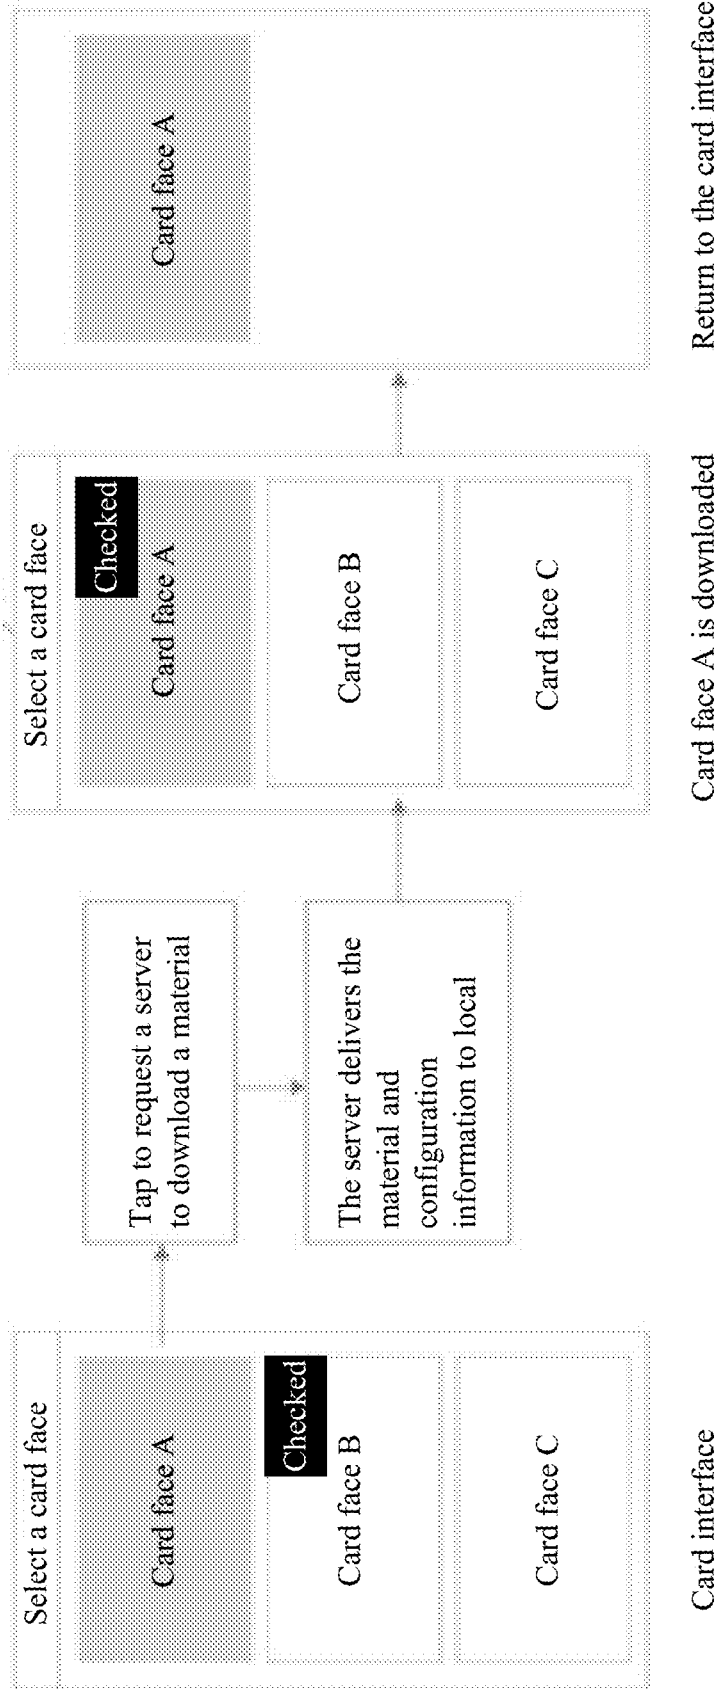 Select a card face
Card face A
Checked
Card face B
Card face C
Card interface
Tap to request a server
to download a material
The server delivers the
material and
configuration
information to local
Select a card face
Checked
Card face A
Card face B
Card face C
Card face A is downloaded
Card face A
Return to the card interface